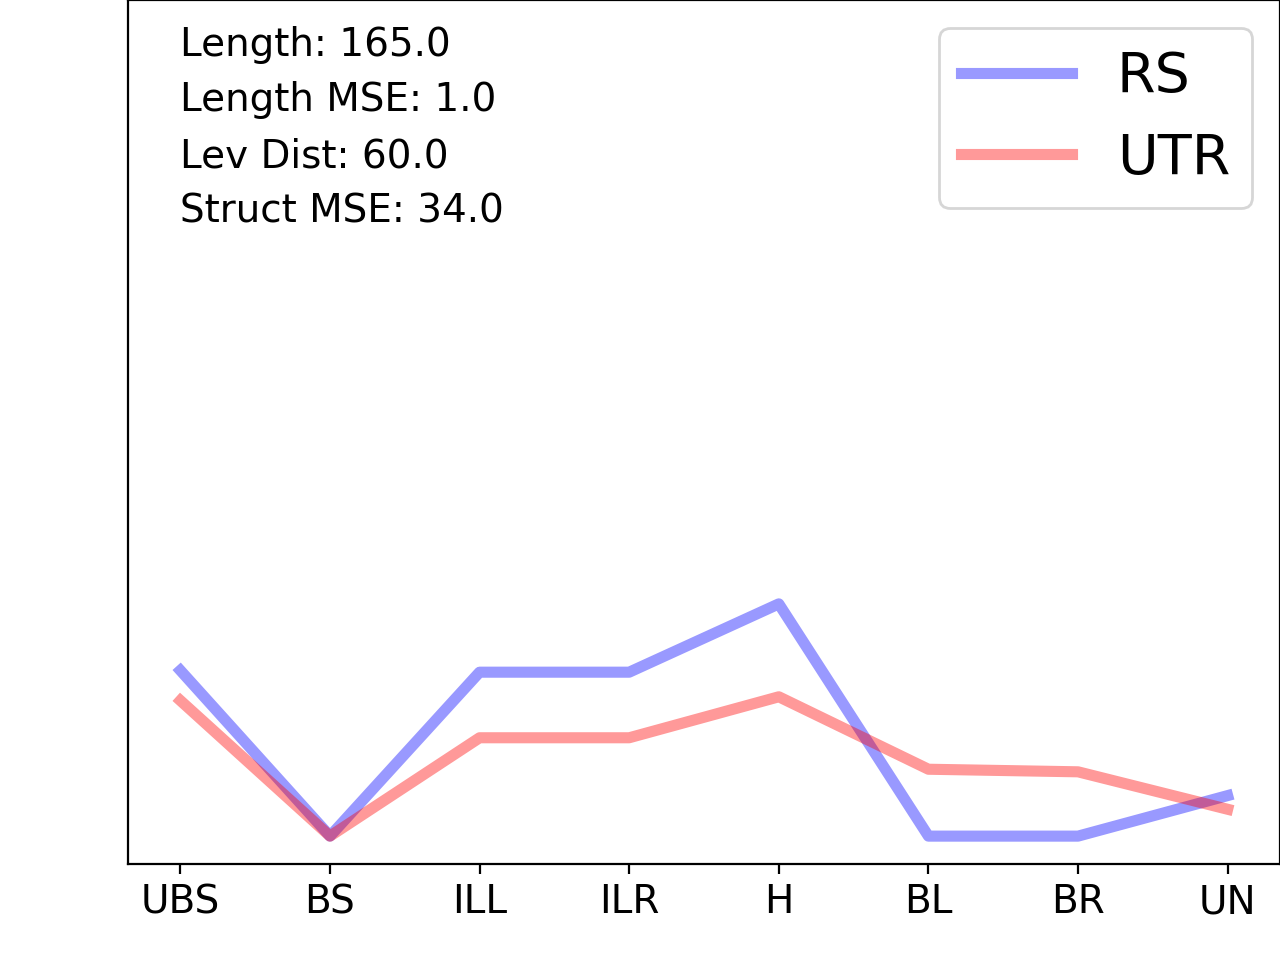 Length: 165.0
Length MSE: 1.0
Lev Dist: 60.0
Struct MSE: 34.0
RS
UTR
UBS BS ILL ILR H BL BR UN